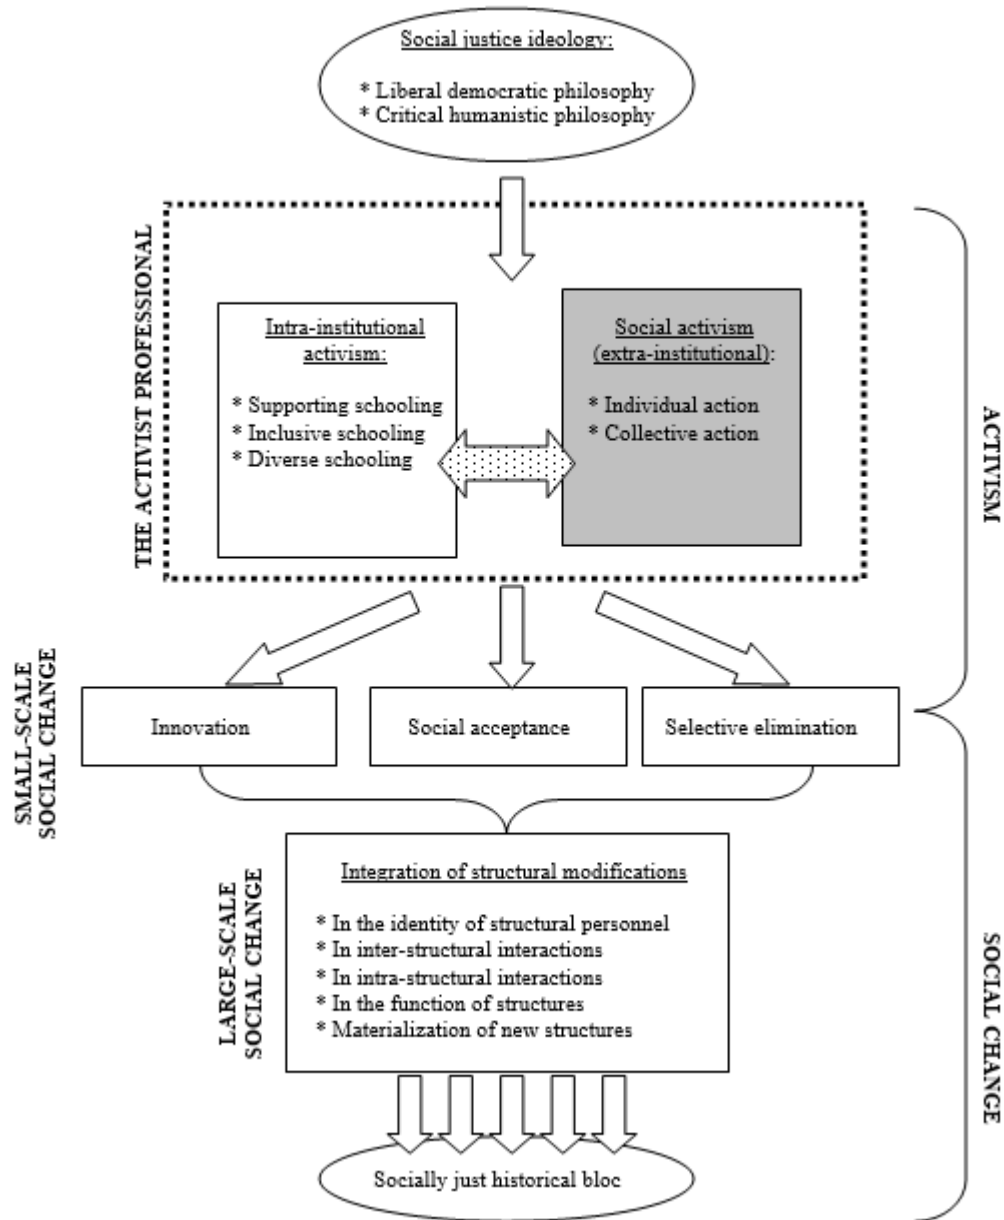 Social justice ideology:
* Liberal democratic philosophy
* Critical humanistic philosophy
THE ACTIVIST PROFESSIONAL
Intra-institutional
activism:
* Supporting schooling
* Inclusive schooling
* Diverse schooling
Social activism
(extra-institutional):
* Individual action
* Collective action
ACTIVISM
SMALL-SCALE
SOCIAL CHANGE
Innovation
Social acceptance
Selective elimination
LARGE-SCALE
SOCIAL CHANGE
Integration of structural modifications
* In the identity of structural personnel
* In inter-structural interactions
* In intra-structural interactions
* In the function of structures
* Materialization of new structures
SOCIAL CHANGE
Socially just historical bloc